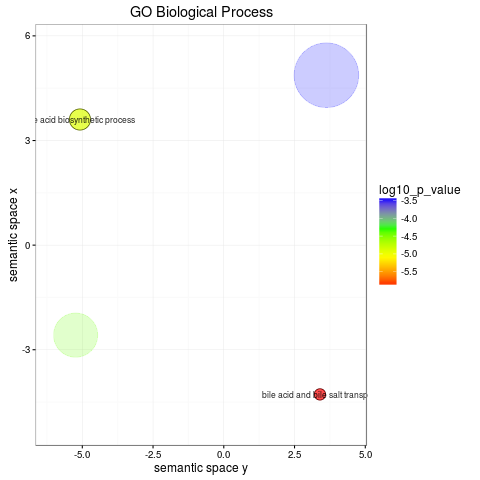 GO Biological Process
6
3
0
-3
semantic space x
e acid biosynthetic process
bile acid and bile salt transp
-5.0
-2.5
0.0
2.5
5.0
semantic space y
log10_p_value
-3.5
-4.0
-4.5
-5.0
-5.5